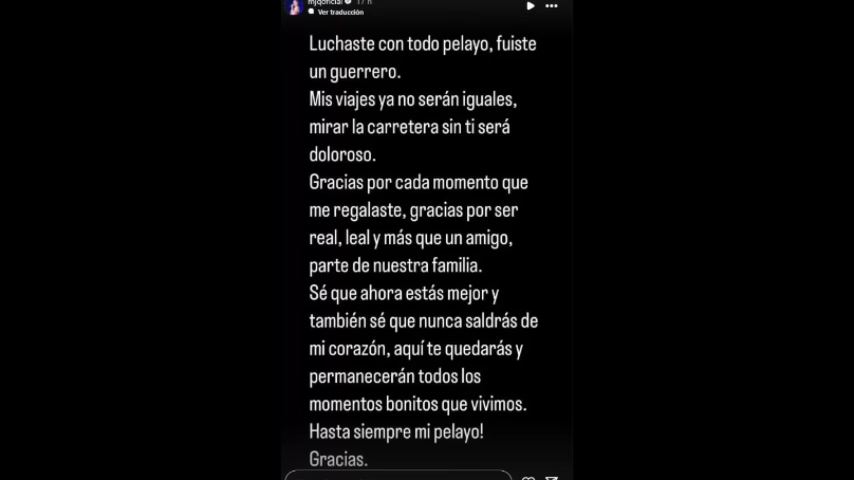 mjqoficial 17 h
Ver traducción
Luchaste con todo pelayo, fuiste
un guerrero.
Mis viajes ya no serán iguales,
mirar la carretera sin ti será
doloroso.
Gracias por cada momento que
me regalaste, gracias por ser
real, leal y más que un amigo,
parte de nuestra familia.
Sé que ahora estás mejor y
también sé que nunca saldrás de
mi corazón, aquí te quedarás y
permanecerán todos los
momentos bonitos que vivimos.
Hasta siempre mi pelayo!
Gracias.